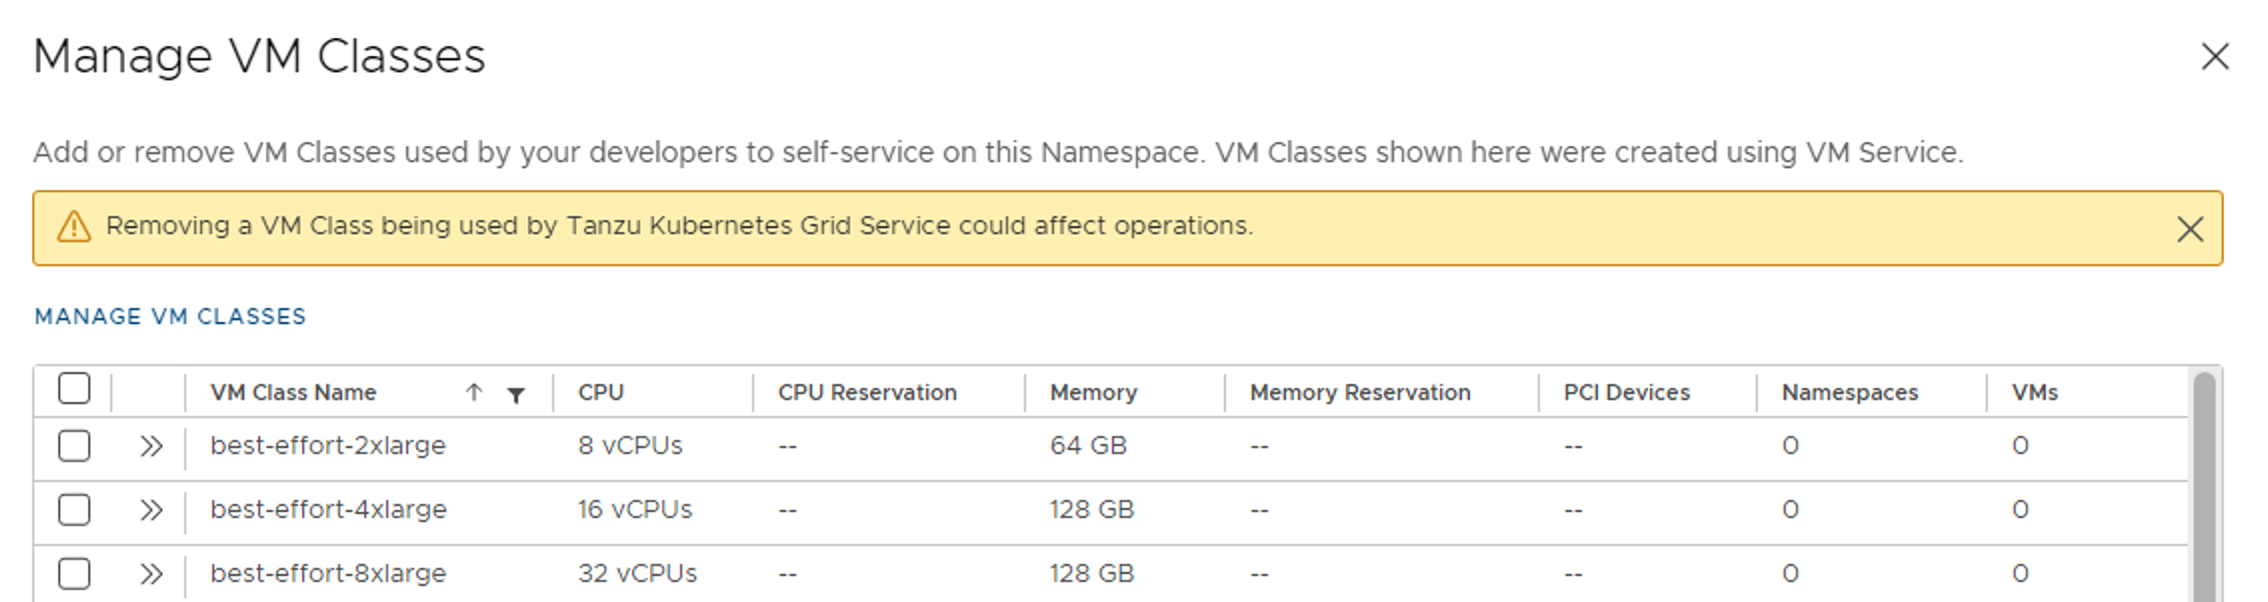 Manage VM Classes
Add or remove VM Classes used by your developers to self-service on this Namespace. VM Classes shown here were created using VM Service.
Removing a VM Class being used by Tanzu Kubernetes Grid Service could affect operations.
MANAGE VM CLASSES
VM Class Name CPU CPU Reservation Memory Memory Reservation PCI Devices Namespaces VMs
best-effort-2xlarge 8 vCPUs -- 64 GB -- -- 0 0
best-effort-4xlarge 16 vCPUs -- 128 GB -- -- 0 0
best-effort-8xlarge 32 vCPUs -- 128 GB -- -- 0 0